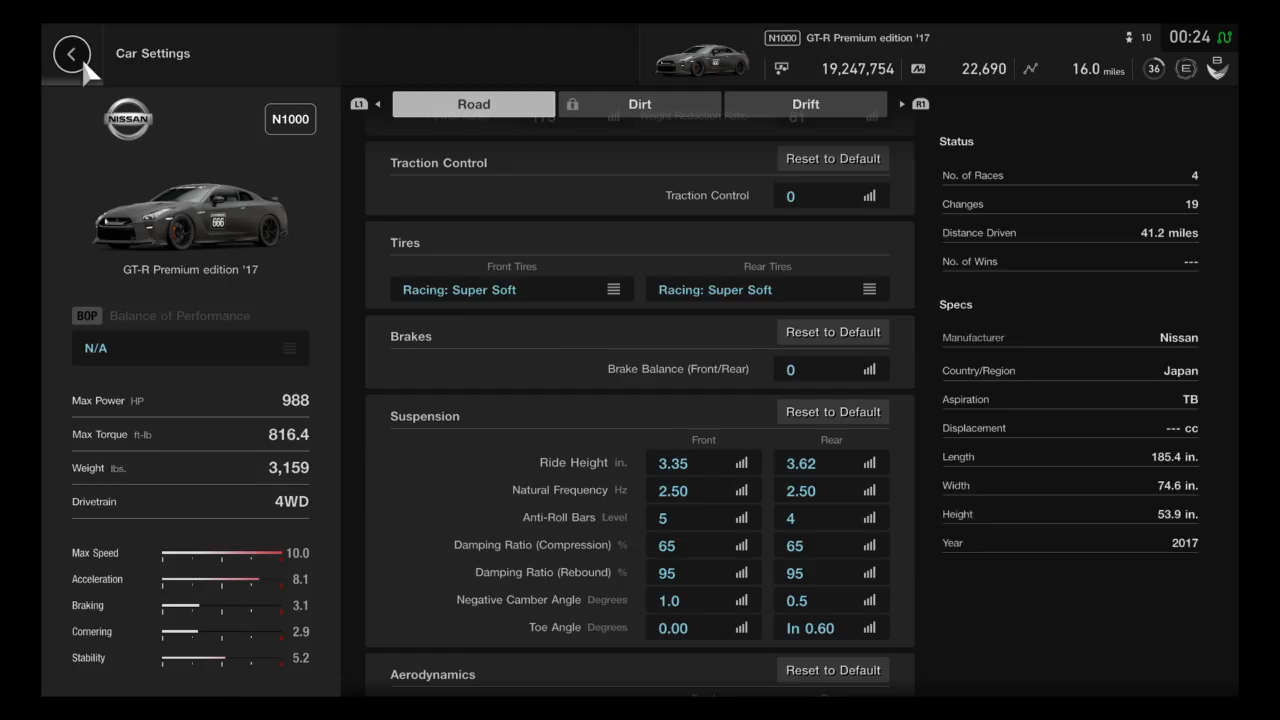 Car Settings
N1000 GT-R Premium edition '17
10 00:24
19,247,754 22,690 16.0 miles 36 E B
NISSAN N1000
666
GT-R Premium edition '17
BOP Balance of Performance
N/A
Max Power HP 988
Max Torque ft-lb 816.4
Weight lbs. 3,159
Drivetrain 4WD
Max Speed 10.0
Acceleration 8.1
Braking 3.1
Cornering 2.9
Stability 5.2
L1 Road Dirt Drift R1
Weight Reduction Ratio 81
Traction Control Reset to Default
Traction Control 0
Tires
Front Tires Rear Tires
Racing: Super Soft Racing: Super Soft
Brakes Reset to Default
Brake Balance (Front/Rear) 0
Suspension Reset to Default
Front Rear
Ride Height in. 3.35 3.62
Natural Frequency Hz 2.50 2.50
Anti-Roll Bars Level 5 4
Damping Ratio (Compression) % 65 65
Damping Ratio (Rebound) % 95 95
Negative Camber Angle Degrees 1.0 0.5
Toe Angle Degrees 0.00 In 0.60
Aerodynamics Reset to Default
Status
No. of Races 4
Changes 19
Distance Driven 41.2 miles
No. of Wins ---
Specs
Manufacturer Nissan
Country/Region Japan
Aspiration TB
Displacement --- cc
Length 185.4 in.
Width 74.6 in.
Height 53.9 in.
Year 2017